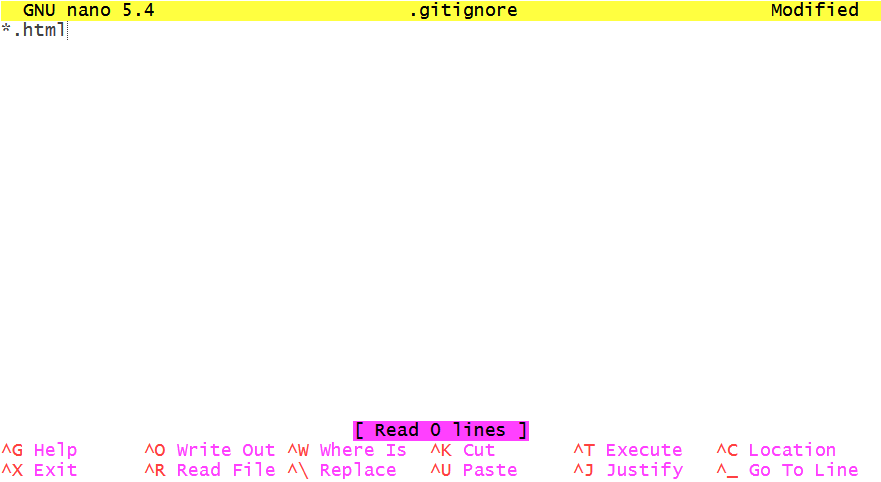 GNU nano 5.4 .gitignore Modified
*.html
[ Read 0 lines ]
^G Help ^O Write Out ^W Where Is ^K Cut ^T Execute ^C Location
^X Exit ^R Read File ^\ Replace ^U Paste ^J Justify ^_ Go To Line